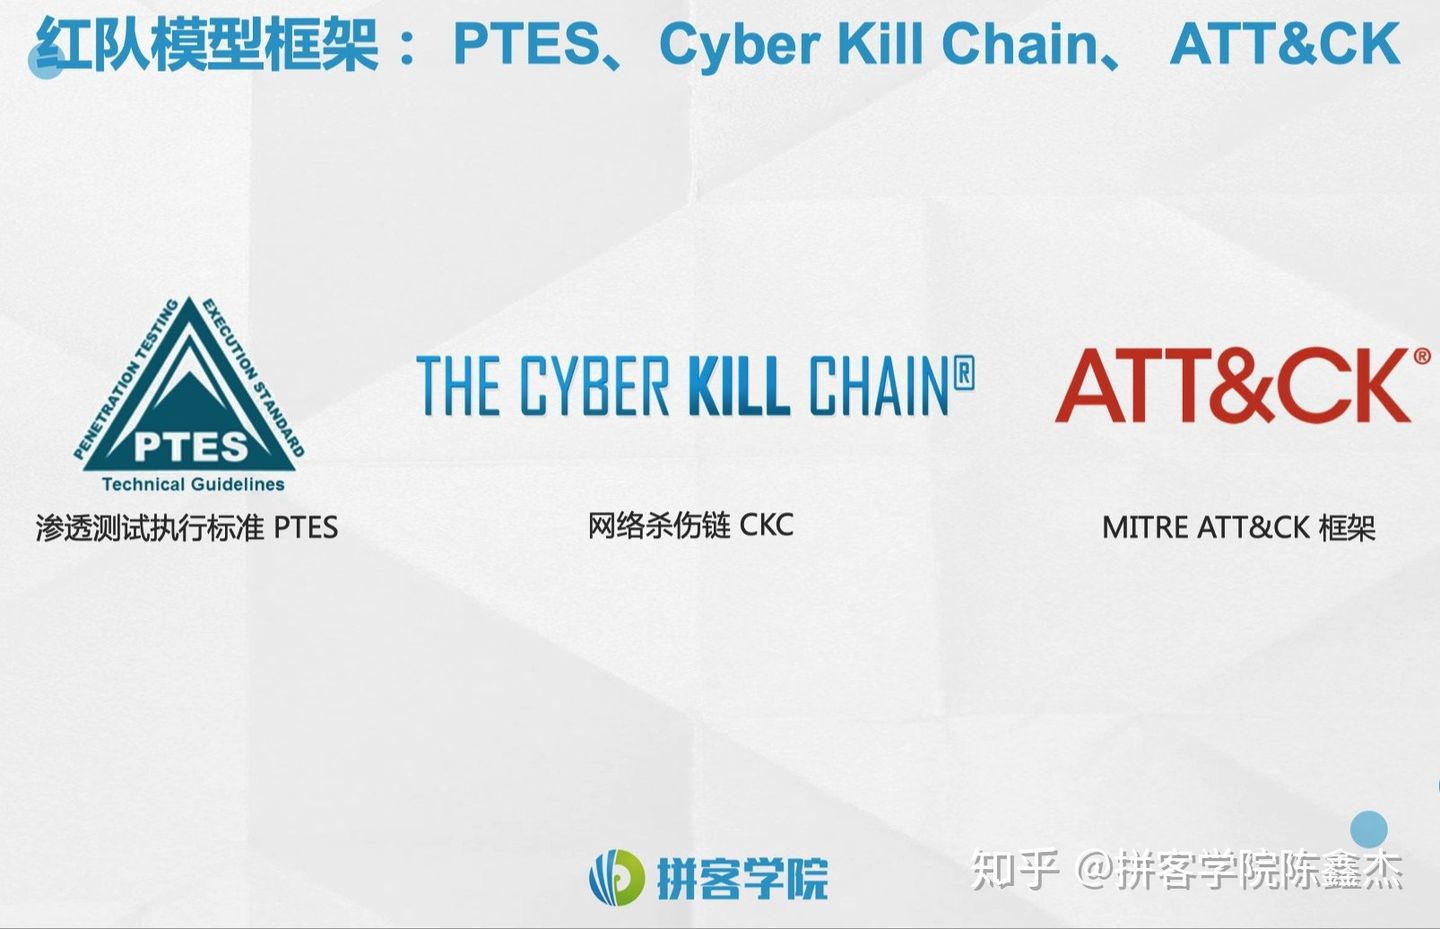 红队模型框架： PTES、Cyber Kill Chain、 ATT&CK
PENETRATION TESTING
EXECUTION STANDARD
PTES
Technical Guidelines
THE CYBER KILL CHAIN®
ATT&CK®
渗透测试执行标准 PTES
网络杀伤链 CKC
MITRE ATT&CK 框架
拼客学院
知乎 @拼客学院陈鑫杰